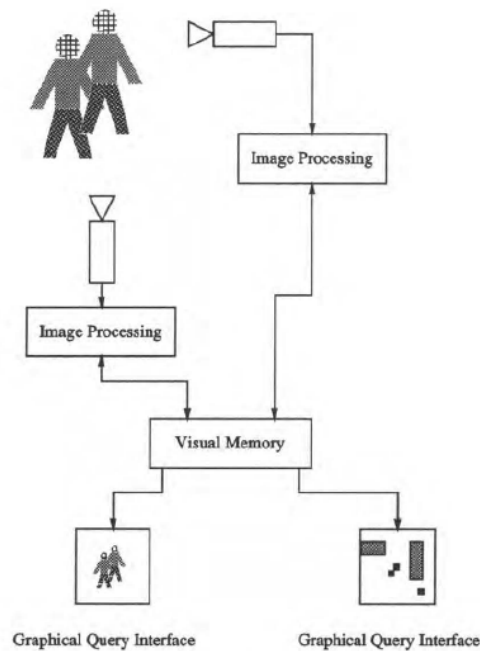 Image Processing
Image Processing
Visual Memory
Graphical Query Interface
Graphical Query Interface